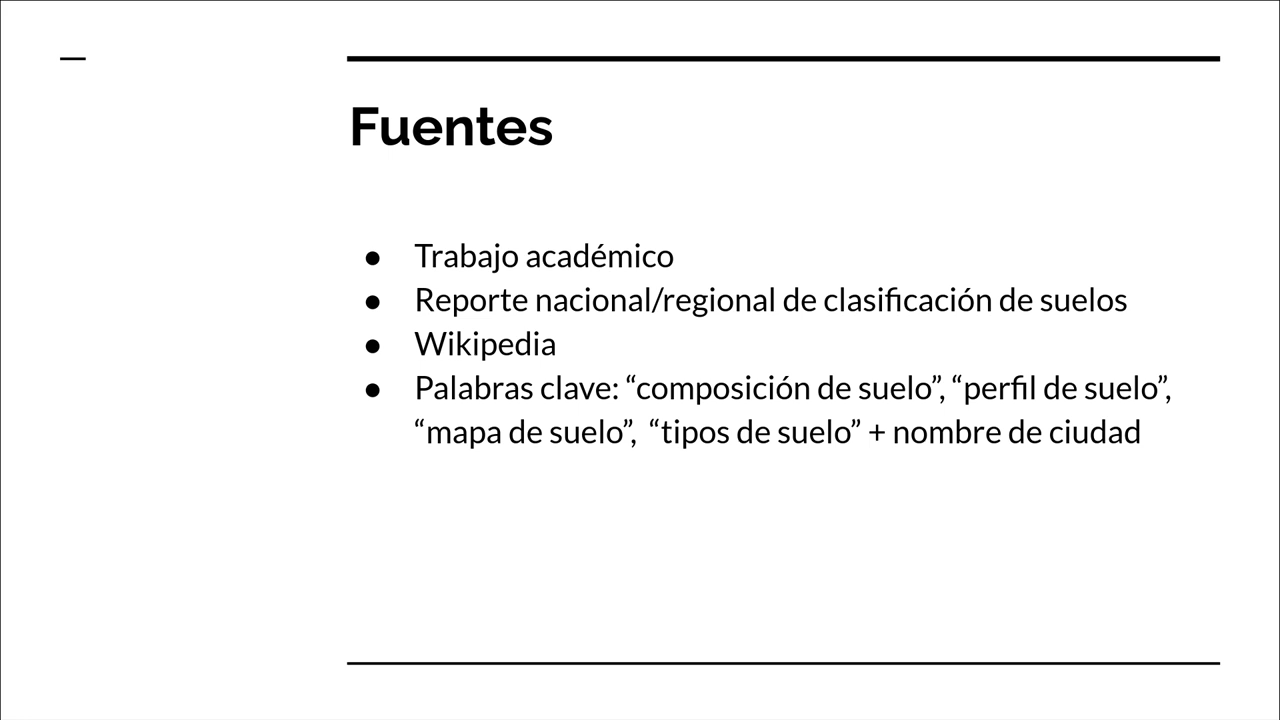 Fuentes
● Trabajo académico
● Reporte nacional/regional de clasificación de suelos
● Wikipedia
● Palabras clave: “composición de suelo”, “perfil de suelo”,
“mapa de suelo”,  “tipos de suelo” + nombre de ciudad